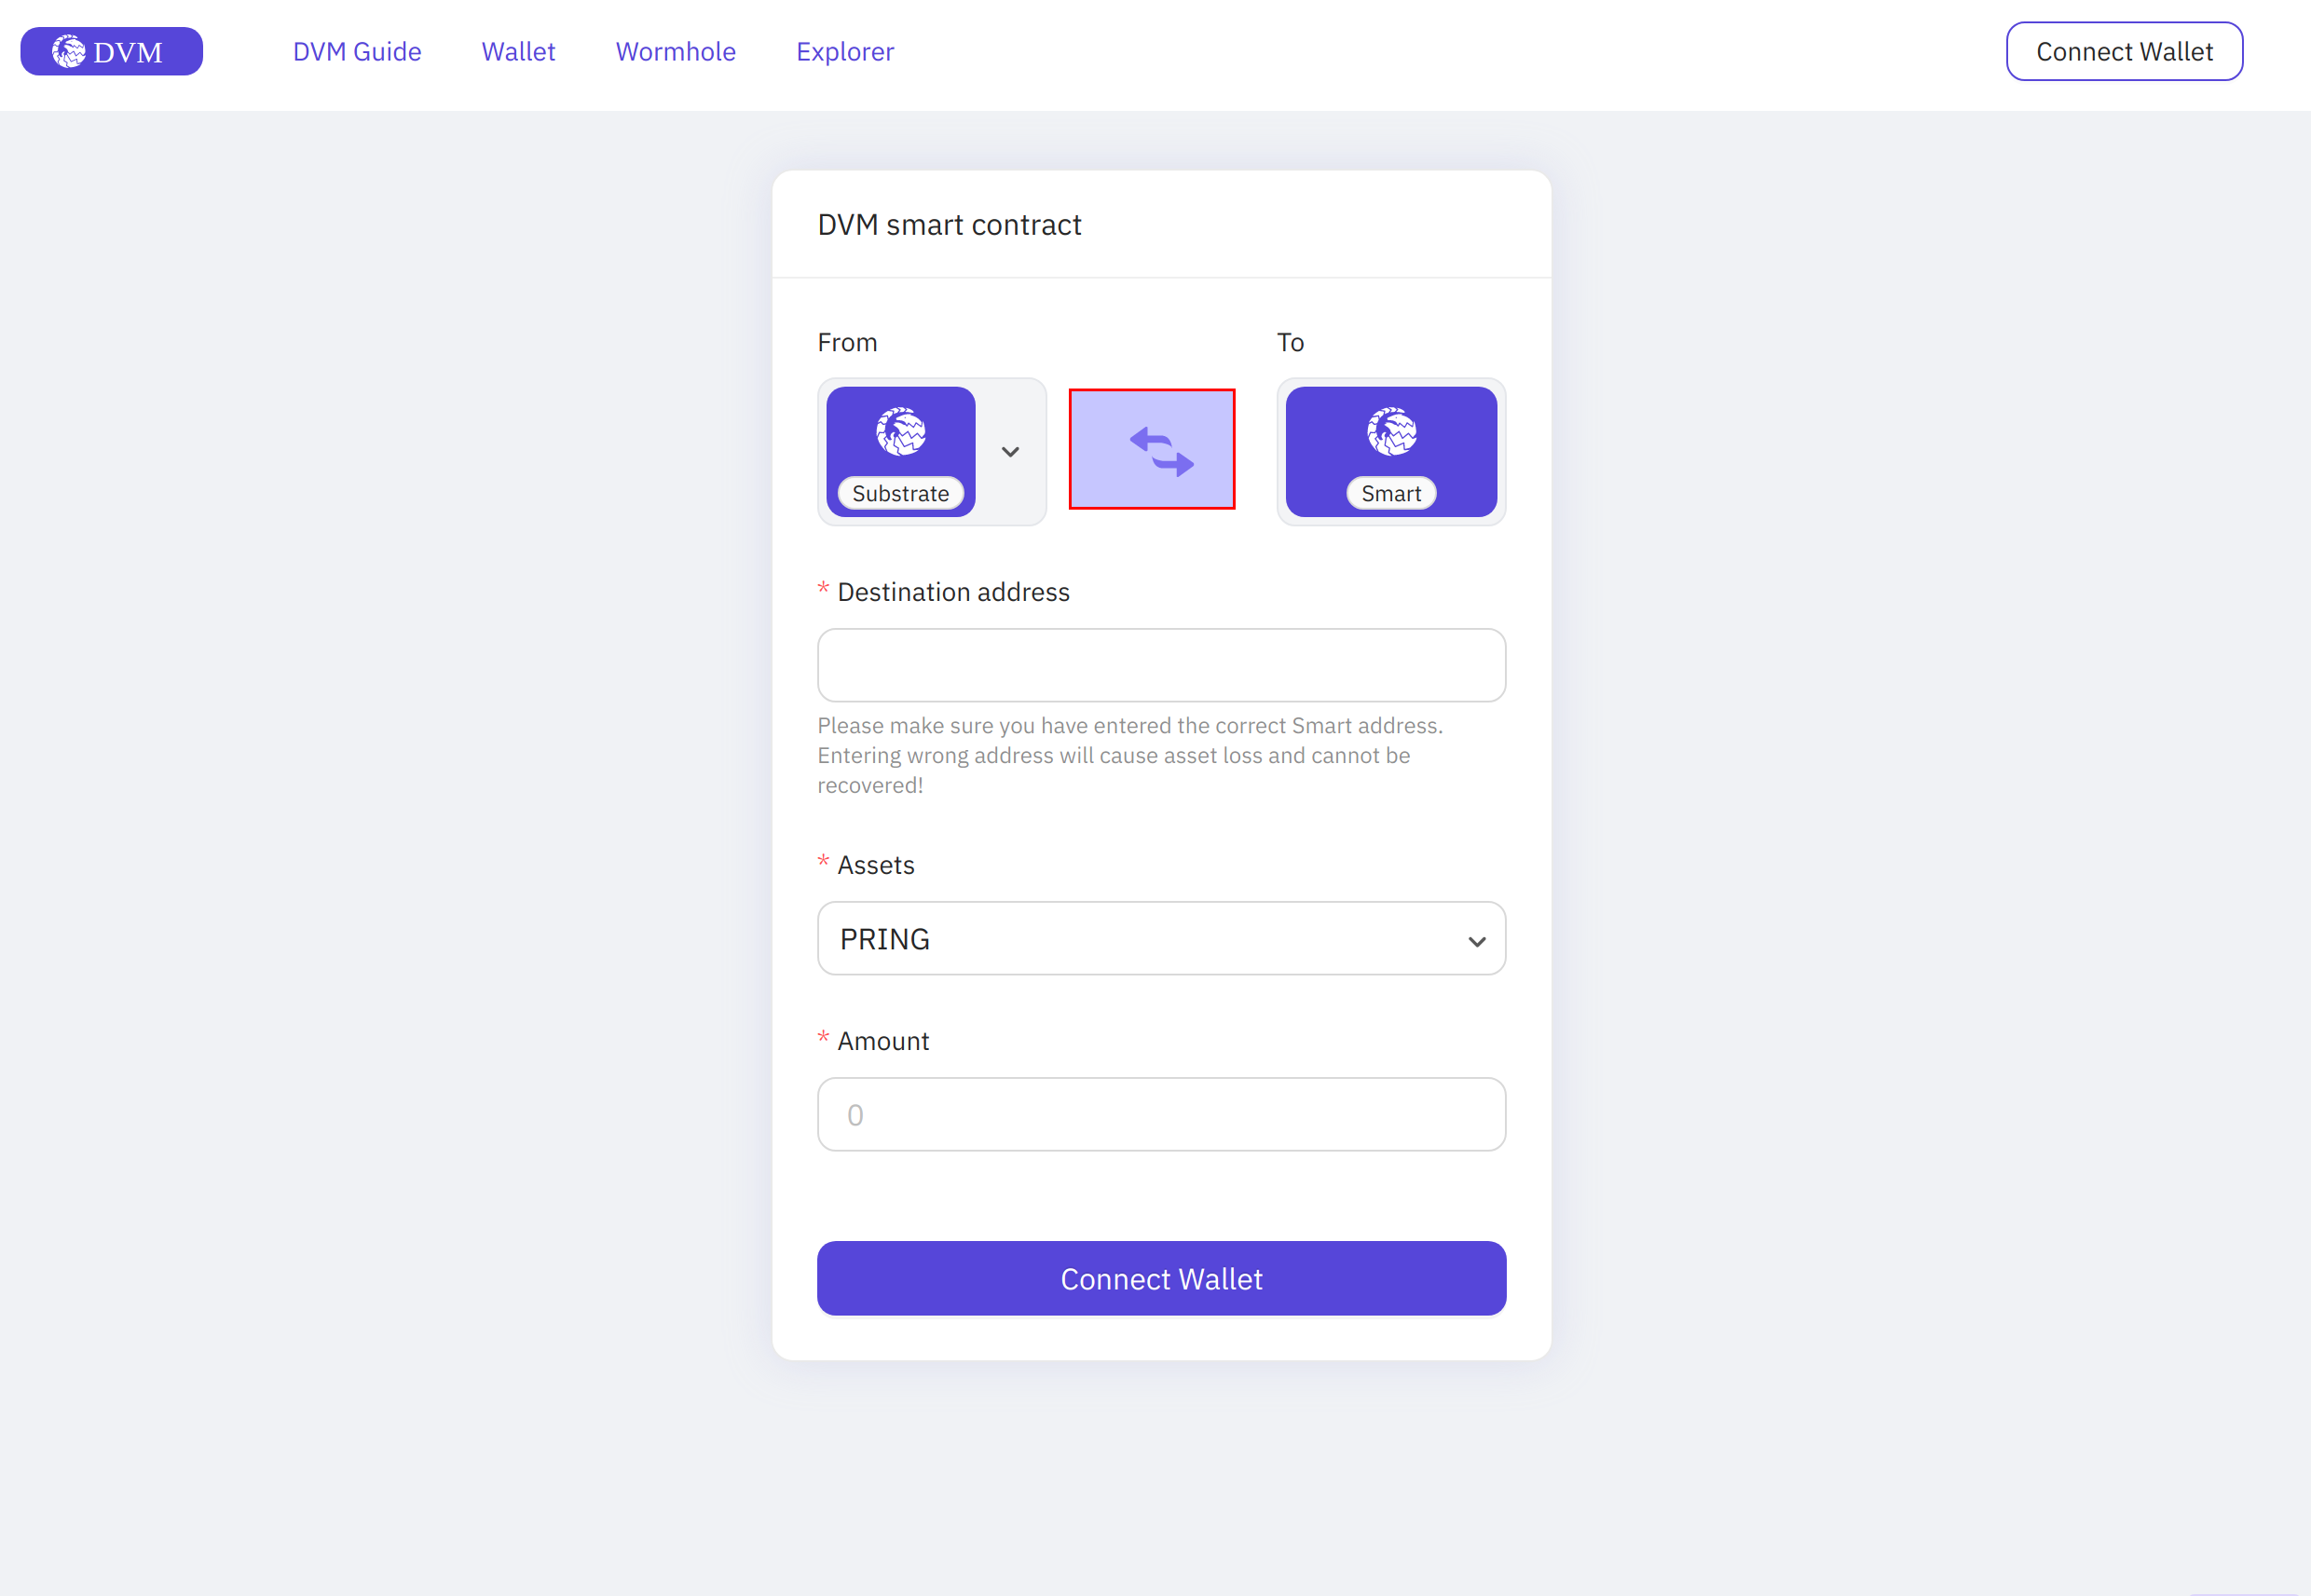 DVM
DVM Guide
Wallet
Wormhole
Explorer
Connect Wallet
DVM smart contract
From
To
Substrate
Smart
* Destination address
Please make sure you have entered the correct Smart address.
Entering wrong address will cause asset loss and cannot be
recovered!
* Assets
PRING
* Amount
0
Connect Wallet